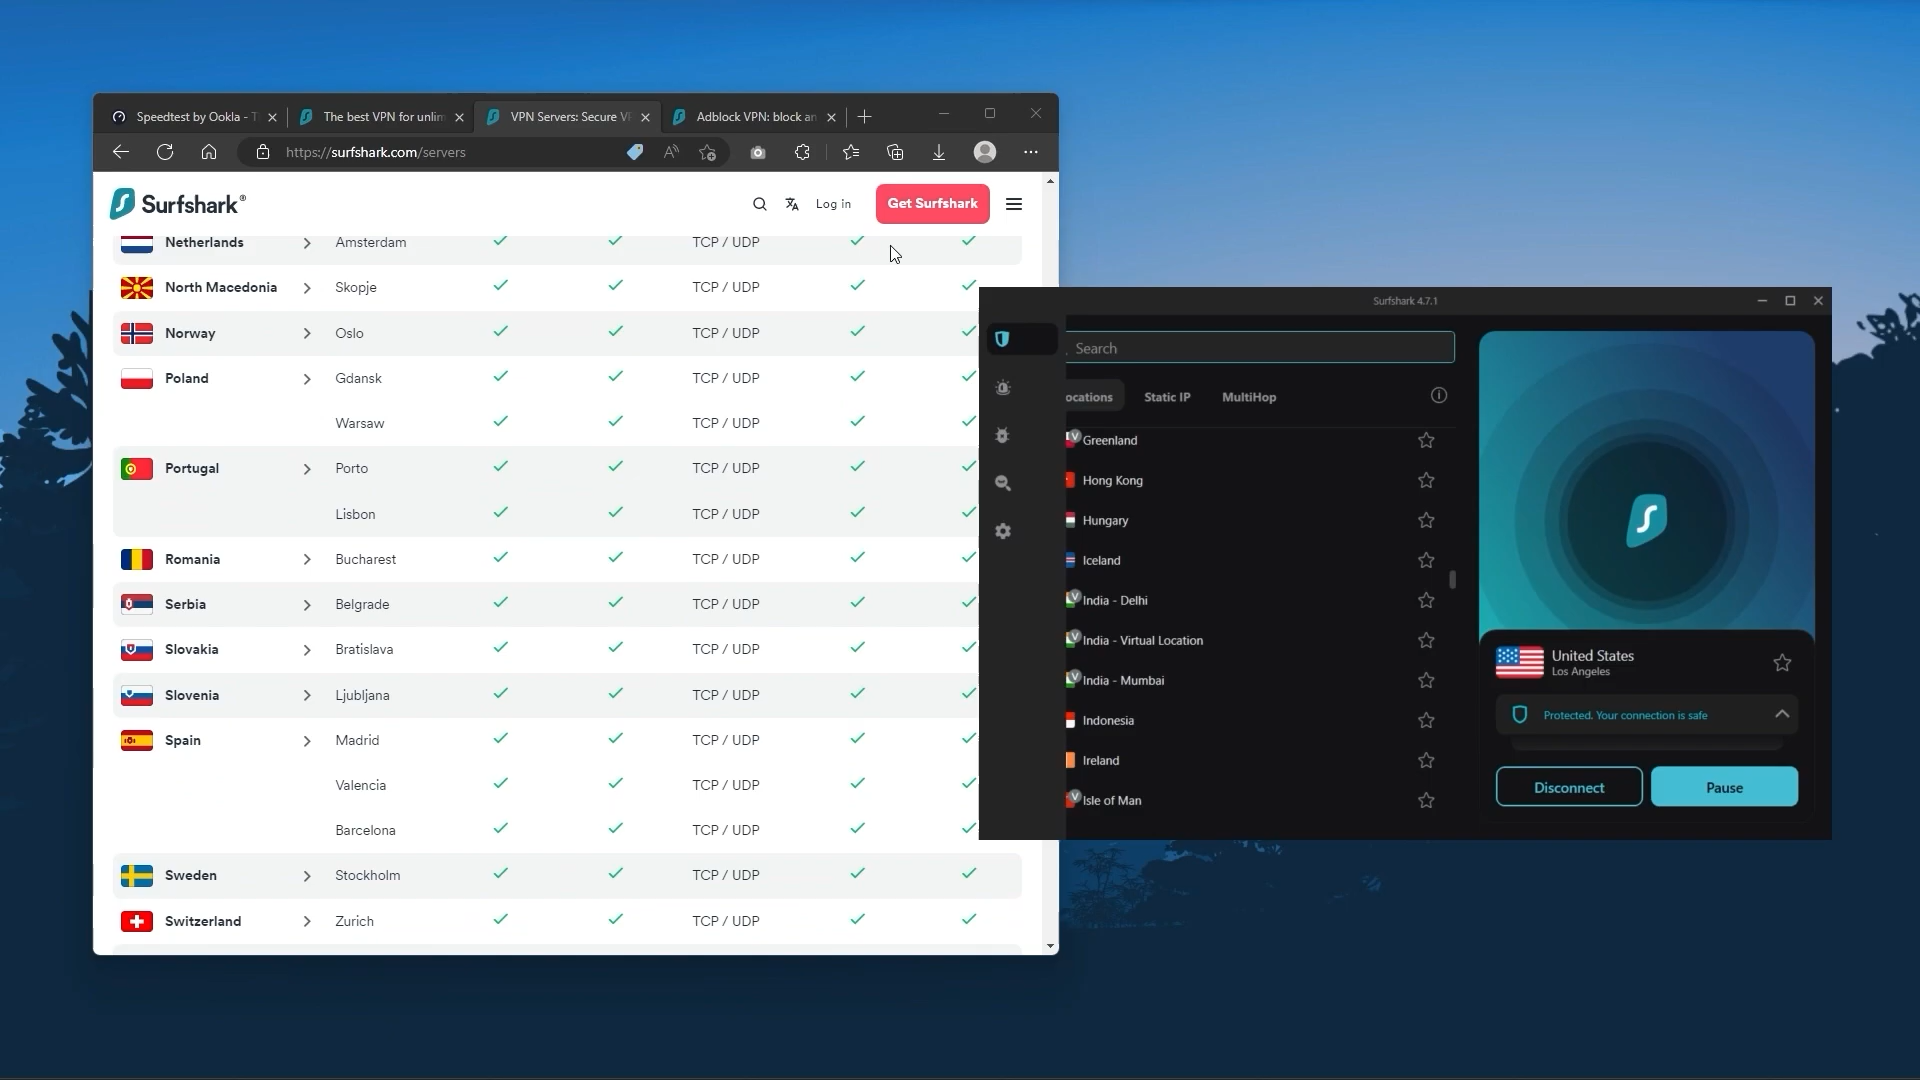 Speedtest by Ookla - T
The best VPN for unlim
VPN Servers: Secure V
Adblock VPN: block an
https://surfshark.com/servers
Surfshark®
Log in
Get Surfshark
Netherlands Amsterdam TCP / UDP
North Macedonia Skopje TCP / UDP
Norway Oslo TCP / UDP
Poland Gdansk TCP / UDP
Warsaw TCP / UDP
Portugal Porto TCP / UDP
Lisbon TCP / UDP
Romania Bucharest TCP / UDP
Serbia Belgrade TCP / UDP
Slovakia Bratislava TCP / UDP
Slovenia Ljubljana TCP / UDP
Spain Madrid TCP / UDP
Valencia TCP / UDP
Barcelona TCP / UDP
Sweden Stockholm TCP / UDP
Switzerland Zurich TCP / UDP
Surfshark 4.7.1
Search
ocations Static IP MultiHop
V Greenland
Hong Kong
Hungary
Iceland
V India - Delhi
V India - Virtual Location
V India - Mumbai
Indonesia
Ireland
V Isle of Man
United States
Los Angeles
Protected. Your connection is safe
Disconnect
Pause